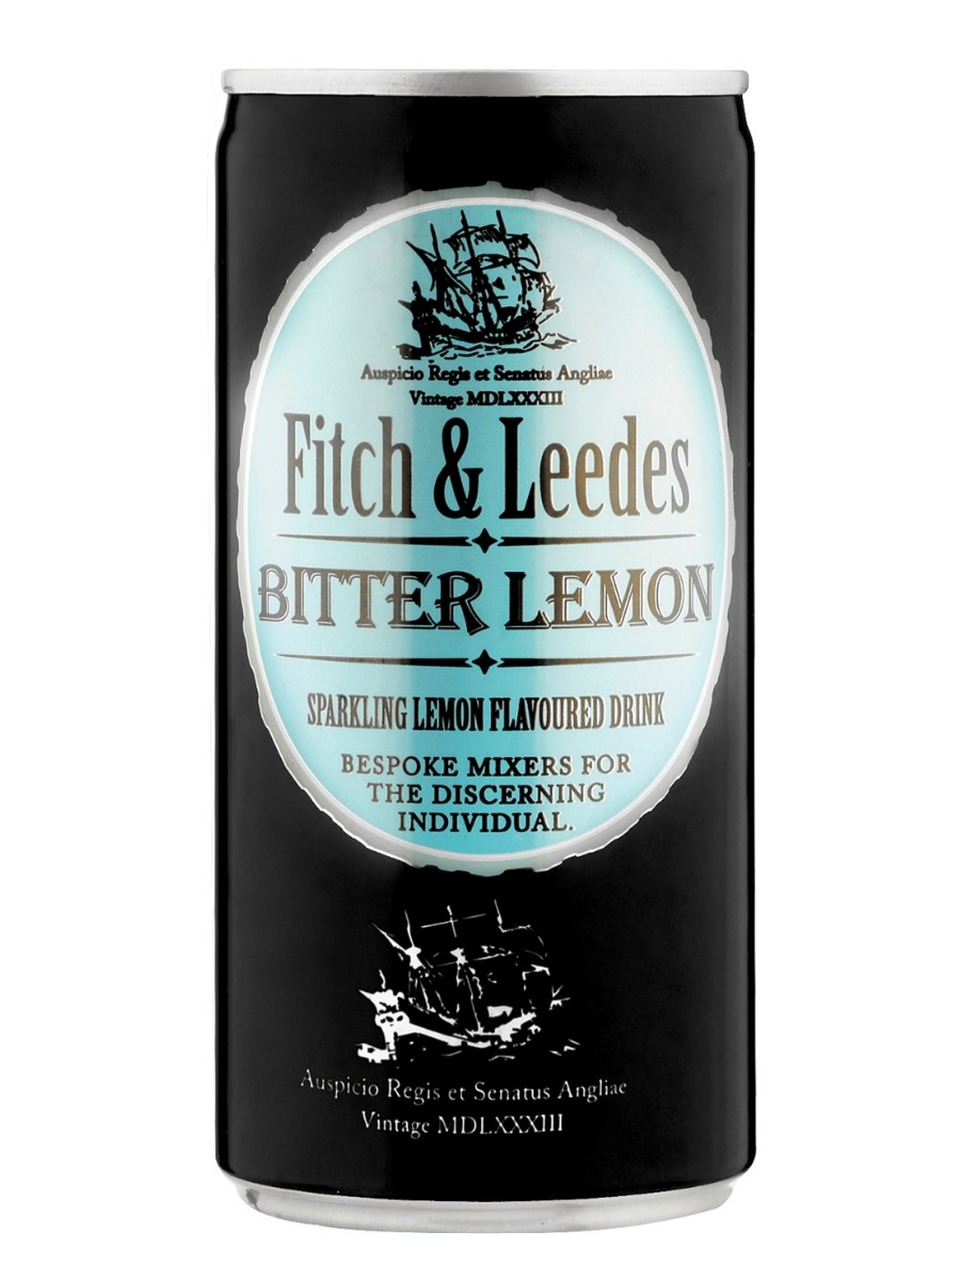 Auspicio Regis et Senatus Angliae
Vintage MDLXXXIII
Fitch & Leedes
BITTER LEMON
SPARKLING LEMON FLAVOURED DRINK
BESPOKE MIXERS FOR
THE DISCERNING
INDIVIDUAL.
Auspicio Regis et Senatus Angliae
Vintage MDLXXXIII